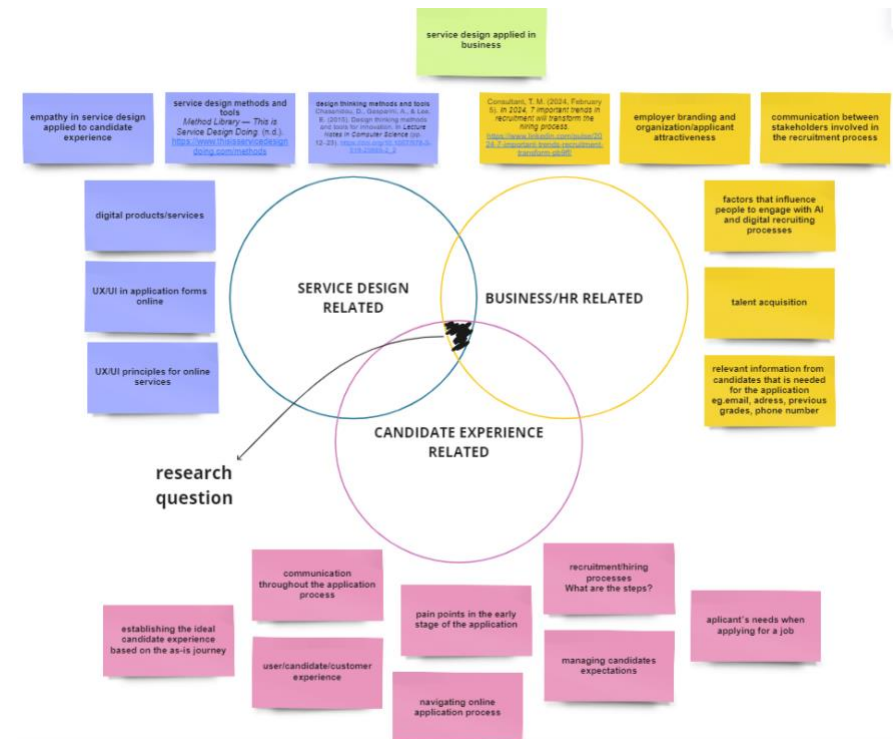 service design applied in
business
empathy in service design
applied to candidate
experience
service design methods and
tools
Method Library — This is
Service Design Doing. (n.d.).
https://www.thisisservicedesign
doing.com/methods
design thinking methods and tools
Chasanidou, D., Gasparini, A., & Lee,
E. (2015). Design thinking methods
and tools for innovation. In Lecture
Notes in Computer Science (pp.
12–23).
Consultant, T. M. (2024, February
5). In 2024, 7 important trends in
recruitment will transform the
hiring process.
employer branding and
organization/applicant
attractiveness
communication between
stakeholders involved in
the recruitment process
digital products/services
factors that influence
people to engage with AI
and digital recruiting
processes
UX/UI in application forms
online
SERVICE DESIGN
RELATED
BUSINESS/HR RELATED
talent acquisition
UX/UI principles for online
services
relevant information from
candidates that is needed
for the application
eg.email, adress, previous
grades, phone number
CANDIDATE EXPERIENCE
RELATED
research
question
communication
throughout the application
process
recruitment/hiring
processes
What are the steps?
pain points in the early
stage of the application
establishing the ideal
candidate experience
based on the as-is journey
aplicant´s needs when
applying for a job
user/candidate/customer
experience
managing candidates
expectations
navigating online
application process